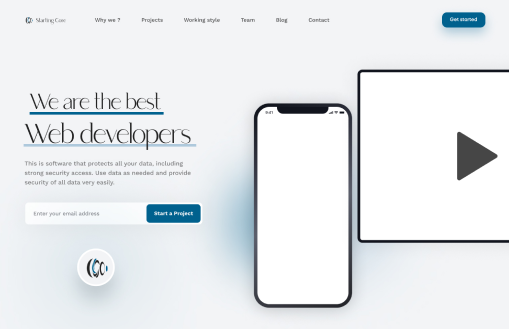 Starting Core
Why we ?
Projects
Working style
Team
Blog
Contact
Get started
We are the best
Web developers
This is software that protects all your data, including
strong security access. Use data as needed and provide
security of all data very easily.
Enter your email address
Start a Project
9:41